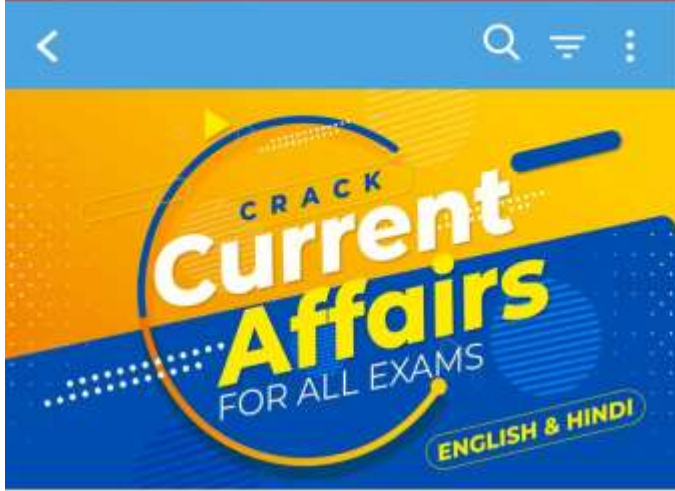 CRACK
Current
Affairs
FOR ALL EXAMS
ENGLISH & HINDI